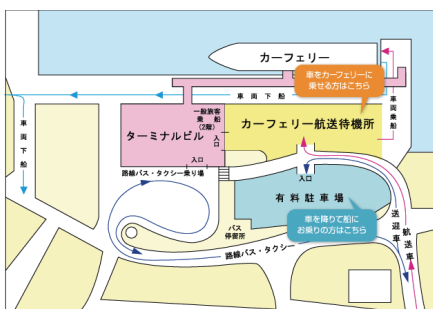 カーフェリー
車をカーフェリーに
乗せる方はこちら
車両下船
車両下船
一般旅客
乗船
(2階)
入口
ターミナルビル
カーフェリー航送待機所
車両乗船
入口
路線バス・タクシー乗り場
入口
有料駐車場
車を降りて船に
お乗りの方はこちら
バス
停留所
路線バス・タクシー
送迎車
航送車